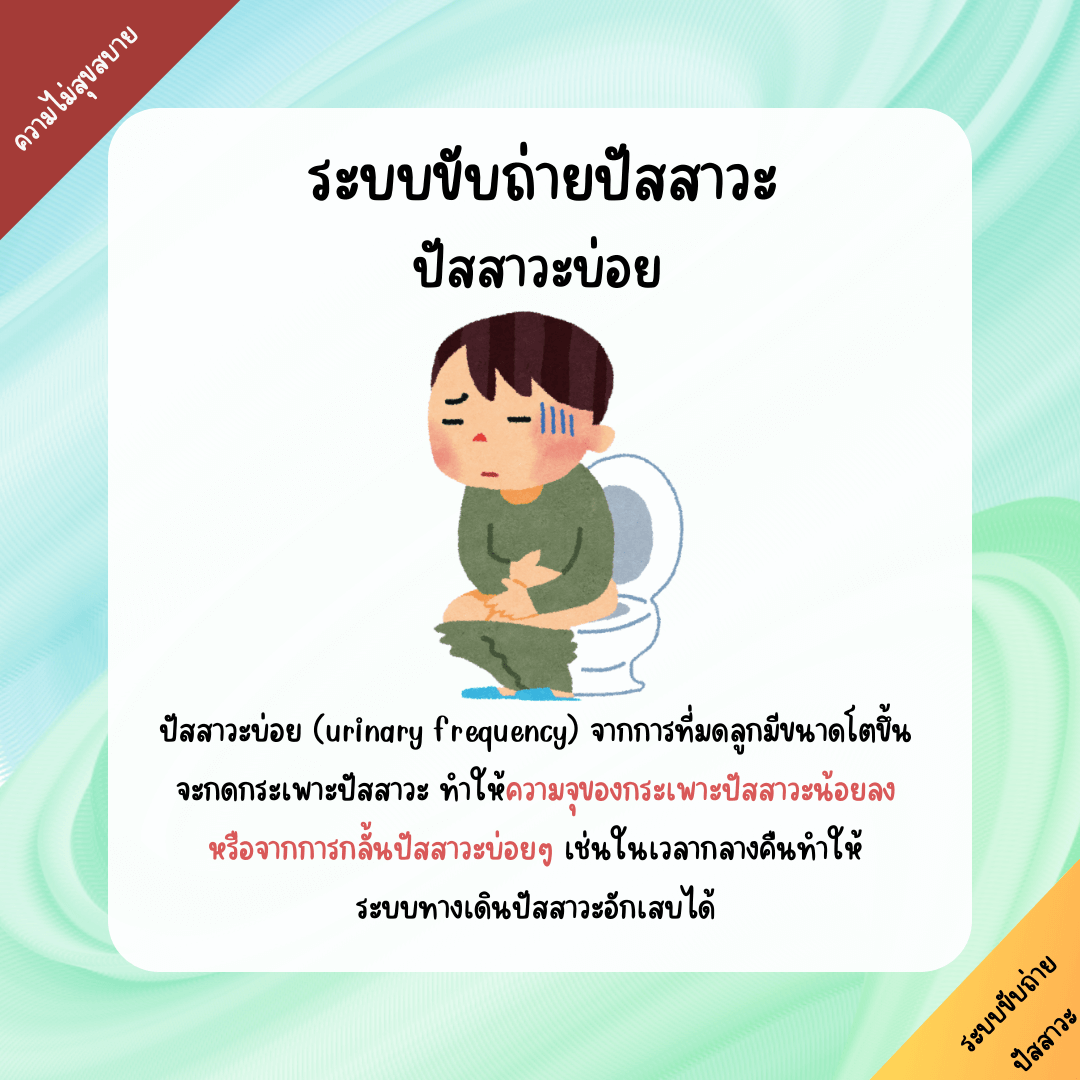 ความไม่สุขสบาย
ระบบขับถ่ายปัสสาวะ
ปัสสาวะบ่อย
ปัสสาวะบ่อย (urinary frequency) จากการที่มดลูกมีขนาดโตขึ้น
จะกดกระเพาะปัสสาวะ ทำให้ความจุของกระเพาะปัสสาวะน้อยลง
หรือจากการกลั้นปัสสาวะบ่อยๆ เช่นในเวลากลางคืนทำให้
ระบบทางเดินปัสสาวะอักเสบได้
ระบบขับถ่าย
ปัสสาวะ